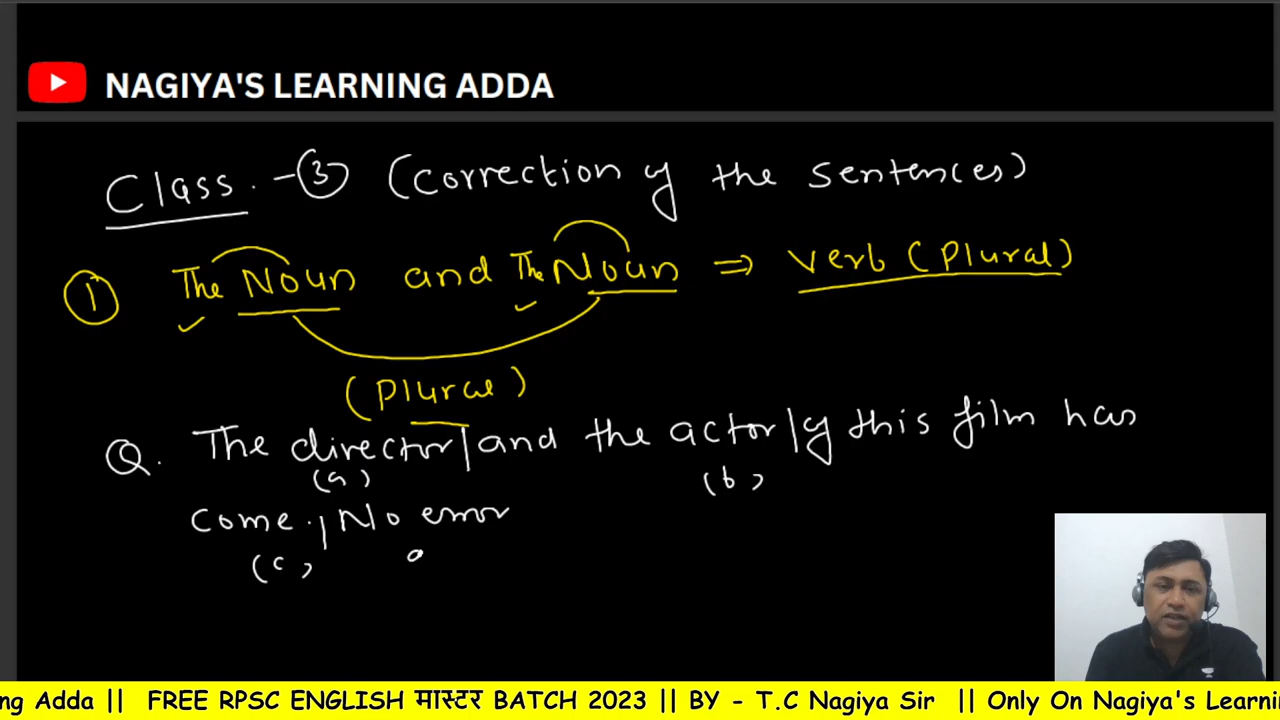 NAGIYA'S LEARNING ADDA
Class. - 3 (Correction of the sentences)
1 The Noun and The Noun ⇒ Verb (Plural)
(Plural)
Q. The director/and the actor/of this film has
(a) (b)
come./No error
(c)
ng Adda || FREE RPSC ENGLISH मास्टर BATCH 2023 || BY - T.C Nagiya Sir || Only On Nagiya's Learni